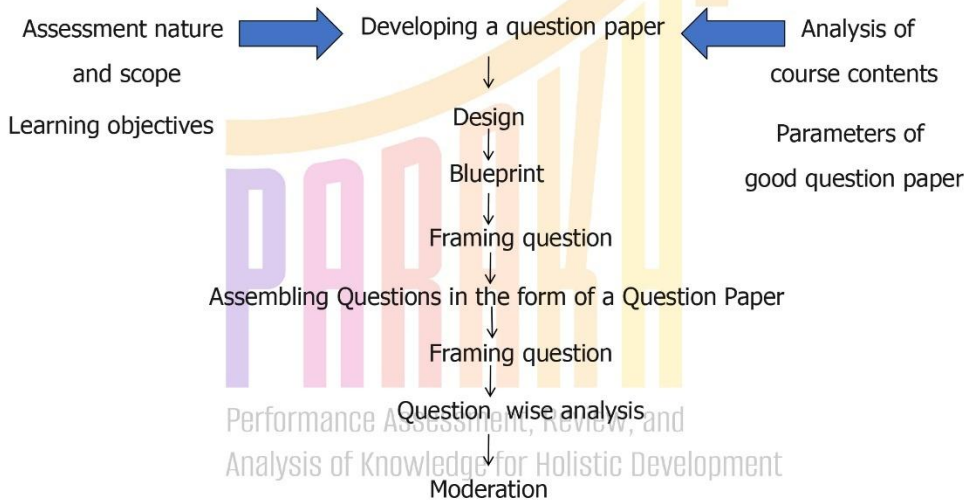 Assessment nature
and scope
Learning objectives
Developing a question paper
Analysis of
course contents
Parameters of
good question paper
Design
Blueprint
Framing question
Assembling Questions in the form of a Question Paper
Framing question
Question wise analysis
Moderation
PARAKH
Performance Assessment, Review, and
Analysis of Knowledge for Holistic Development